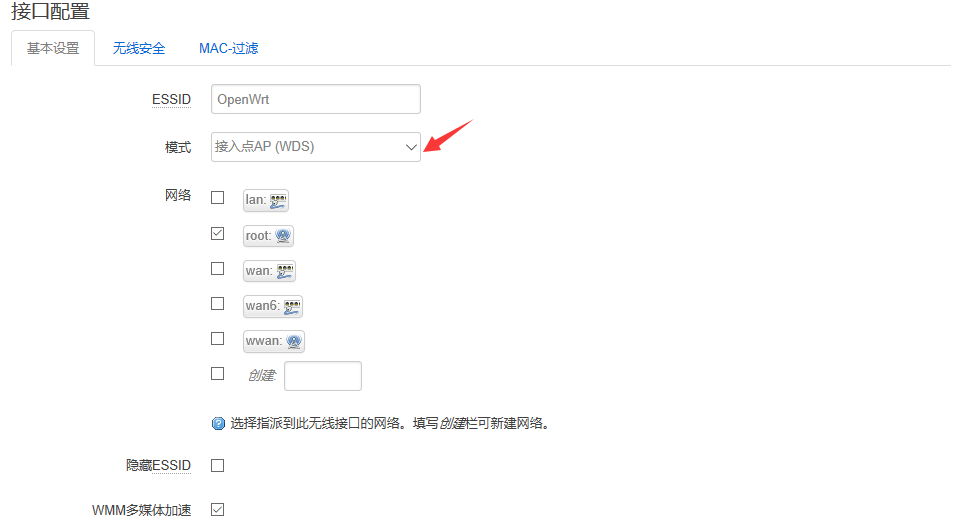 接口配置
基本设置 无线安全 MAC-过滤
ESSID OpenWrt
模式 接入点AP (WDS)
网络 lan:
root:
wan:
wan6:
wwan:
创建:
选择指派到此无线接口的网络。填写创建栏可新建网络。
隐藏ESSID
WMM多媒体加速